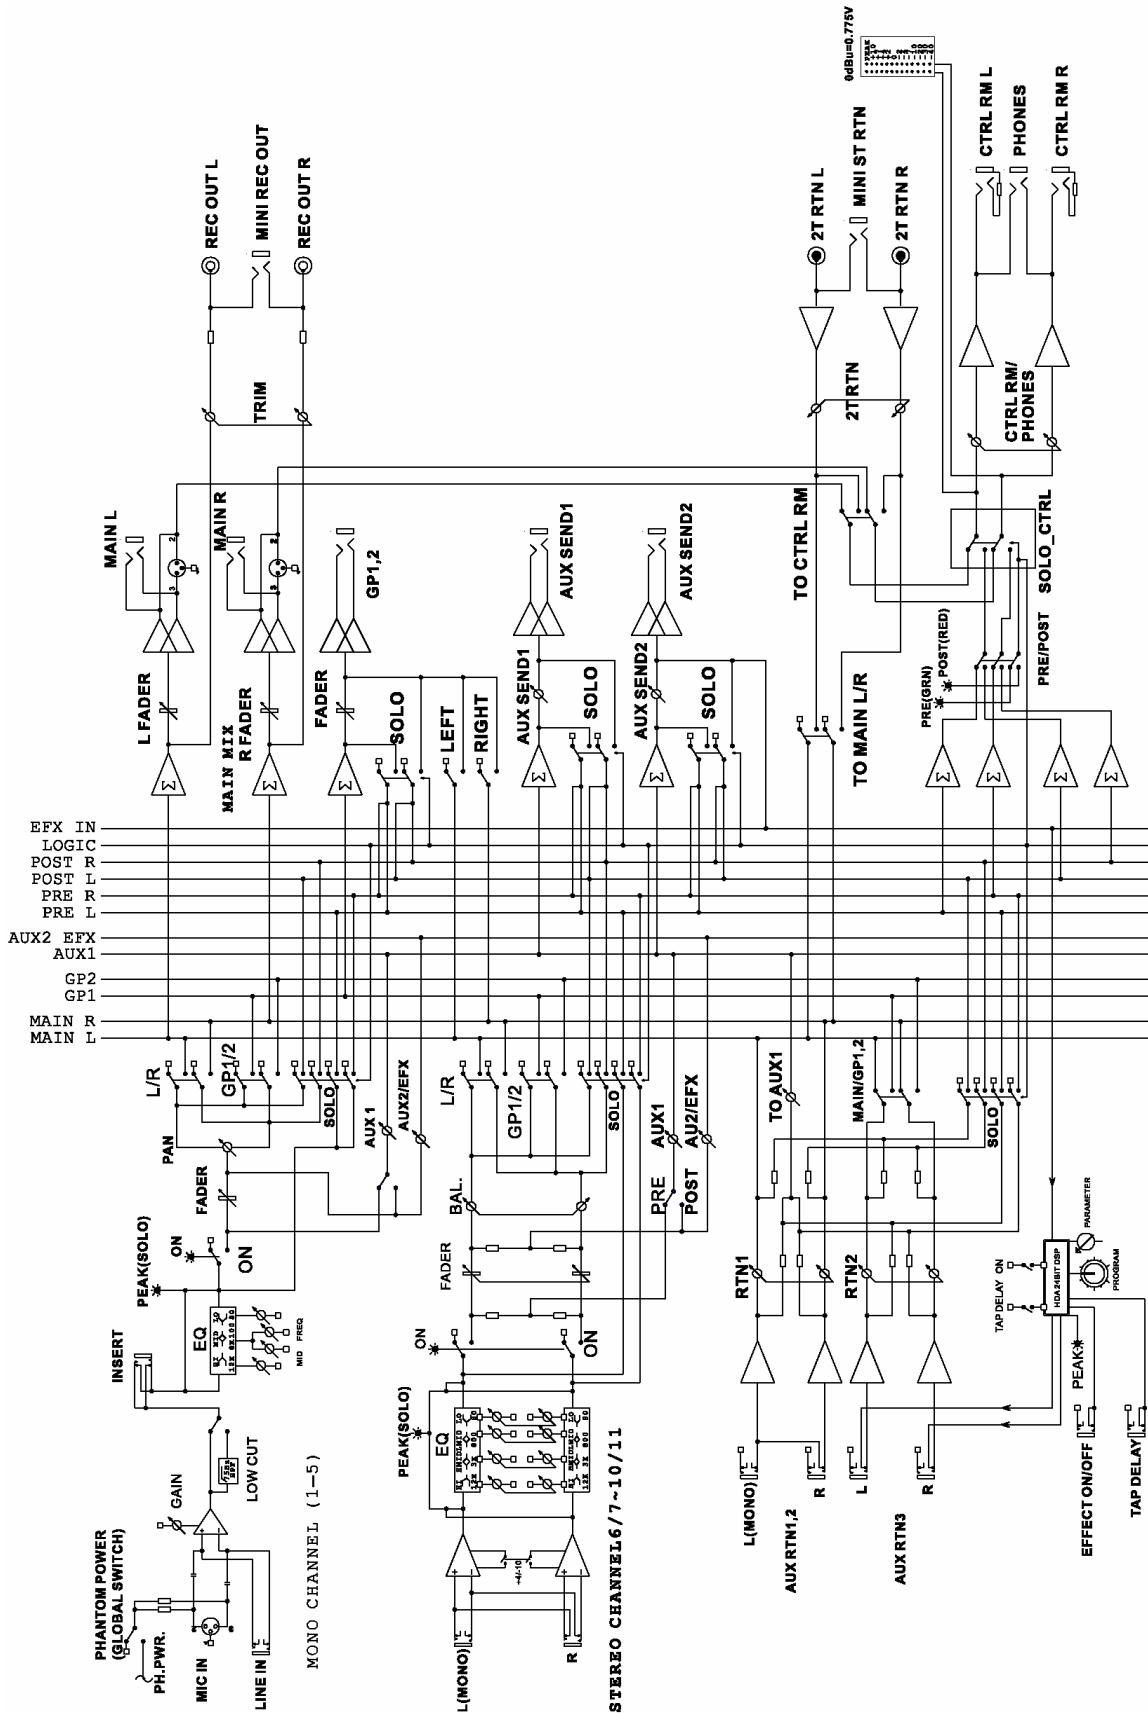 0dBu=0.775V
PEAK
REC OUT L
MINI REC OUT
REC OUT R
TRIM
2T RTN L
MINI ST RTN
2T RTN R
2T RTN
CTRL RM L
PHONES
CTRL RM R
CTRL RM/
PHONES
MAIN L
MAIN R
GP1,2
AUX SEND1
AUX SEND2
TO CTRL RM
SOLO_CTRL
L FADER
MAIN MIX
R FADER
FADER
SOLO
LEFT
RIGHT
AUX SEND1
SOLO
AUX SEND2
SOLO
TO MAIN L/R
PRE(GRN)
POST(RED)
PRE/POST
EFX IN
LOGIC
POST R
POST L
PRE R
PRE L
AUX2 EFX
AUX1
GP2
GP1
MAIN R
MAIN L
L/R
GP1/2
SOLO
AUX 1
AUX2/EFX
PAN
FADER
ON
ON
PEAK(SOLO)
EQ
MID
FREQ
INSERT
GAIN
LOW CUT
PHANTOM POWER
(GLOBAL SWITCH)
PH.PWR.
MIC IN
LINE IN
MONO CHANNEL (1-5)
L/R
GP1/2
SOLO
AUX1
AU2/EFX
BAL.
PRE
POST
FADER
ON
ON
PEAK(SOLO)
EQ
+4/-10
L(MONO)
R
STEREO CHANNEL6/7~10/11
TO AUX1
MAIN/GP1,2
SOLO
RTN1
RTN2
L(MONO)
R
AUX RTN1,2
L
R
AUX RTN3
TAP DELAY ON
HDA 24BIT DSP
PARAMETER
PROGRAM
PEAK
EFFECT ON/OFF
TAP DELAY